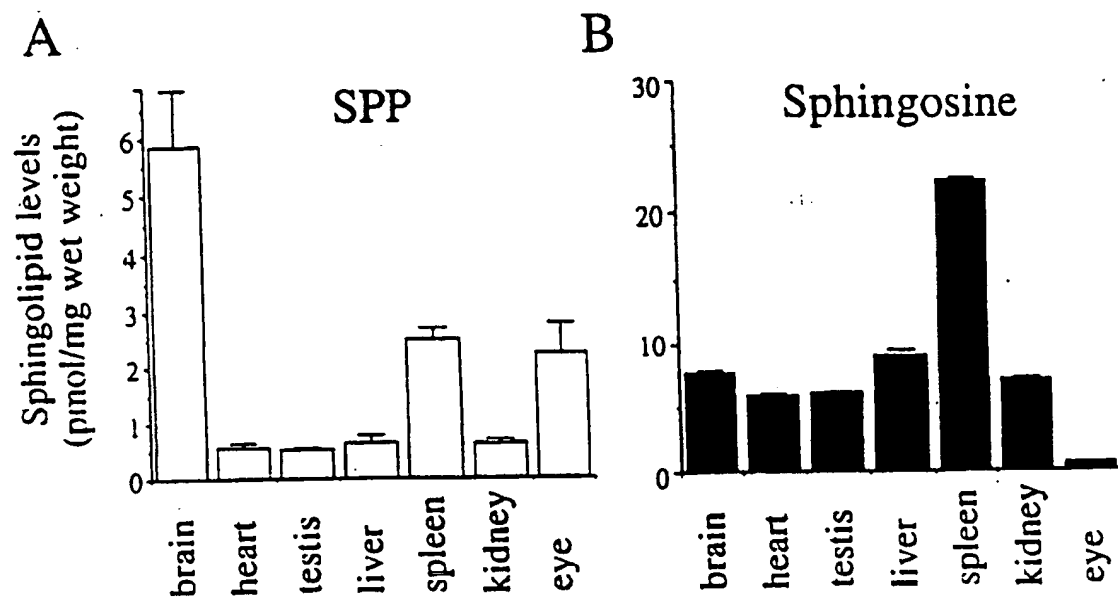 A
SPP
Sphingolipid levels
(pmol/mg wet weight)
6
5
4
3
2
1
0
brain
heart
testis
liver
spleen
kidney
eye
B
Sphingosine
30
20
10
0
brain
heart
testis
liver
spleen
kidney
eye